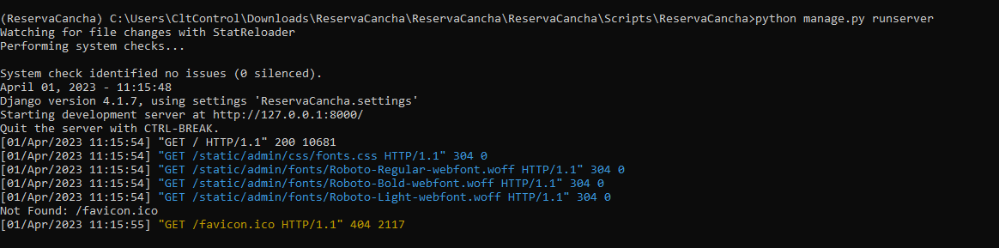 (ReservaCancha) C:\Users\CltControl\Downloads\ReservaCancha\ReservaCancha\ReservaCancha\Scripts\ReservaCancha>python manage.py runserver
Watching for file changes with StatReloader
Performing system checks...
System check identified no issues (0 silenced).
April 01, 2023 - 11:15:48
Django version 4.1.7, using settings 'ReservaCancha.settings'
Starting development server at http://127.0.0.1:8000/
Quit the server with CTRL-BREAK.
[01/Apr/2023 11:15:54] "GET / HTTP/1.1" 200 10681
[01/Apr/2023 11:15:54] "GET /static/admin/css/fonts.css HTTP/1.1" 304 0
[01/Apr/2023 11:15:54] "GET /static/admin/fonts/Roboto-Regular-webfont.woff HTTP/1.1" 304 0
[01/Apr/2023 11:15:54] "GET /static/admin/fonts/Roboto-Bold-webfont.woff HTTP/1.1" 304 0
[01/Apr/2023 11:15:54] "GET /static/admin/fonts/Roboto-Light-webfont.woff HTTP/1.1" 304 0
Not Found: /favicon.ico
[01/Apr/2023 11:15:55] "GET /favicon.ico HTTP/1.1" 404 2117